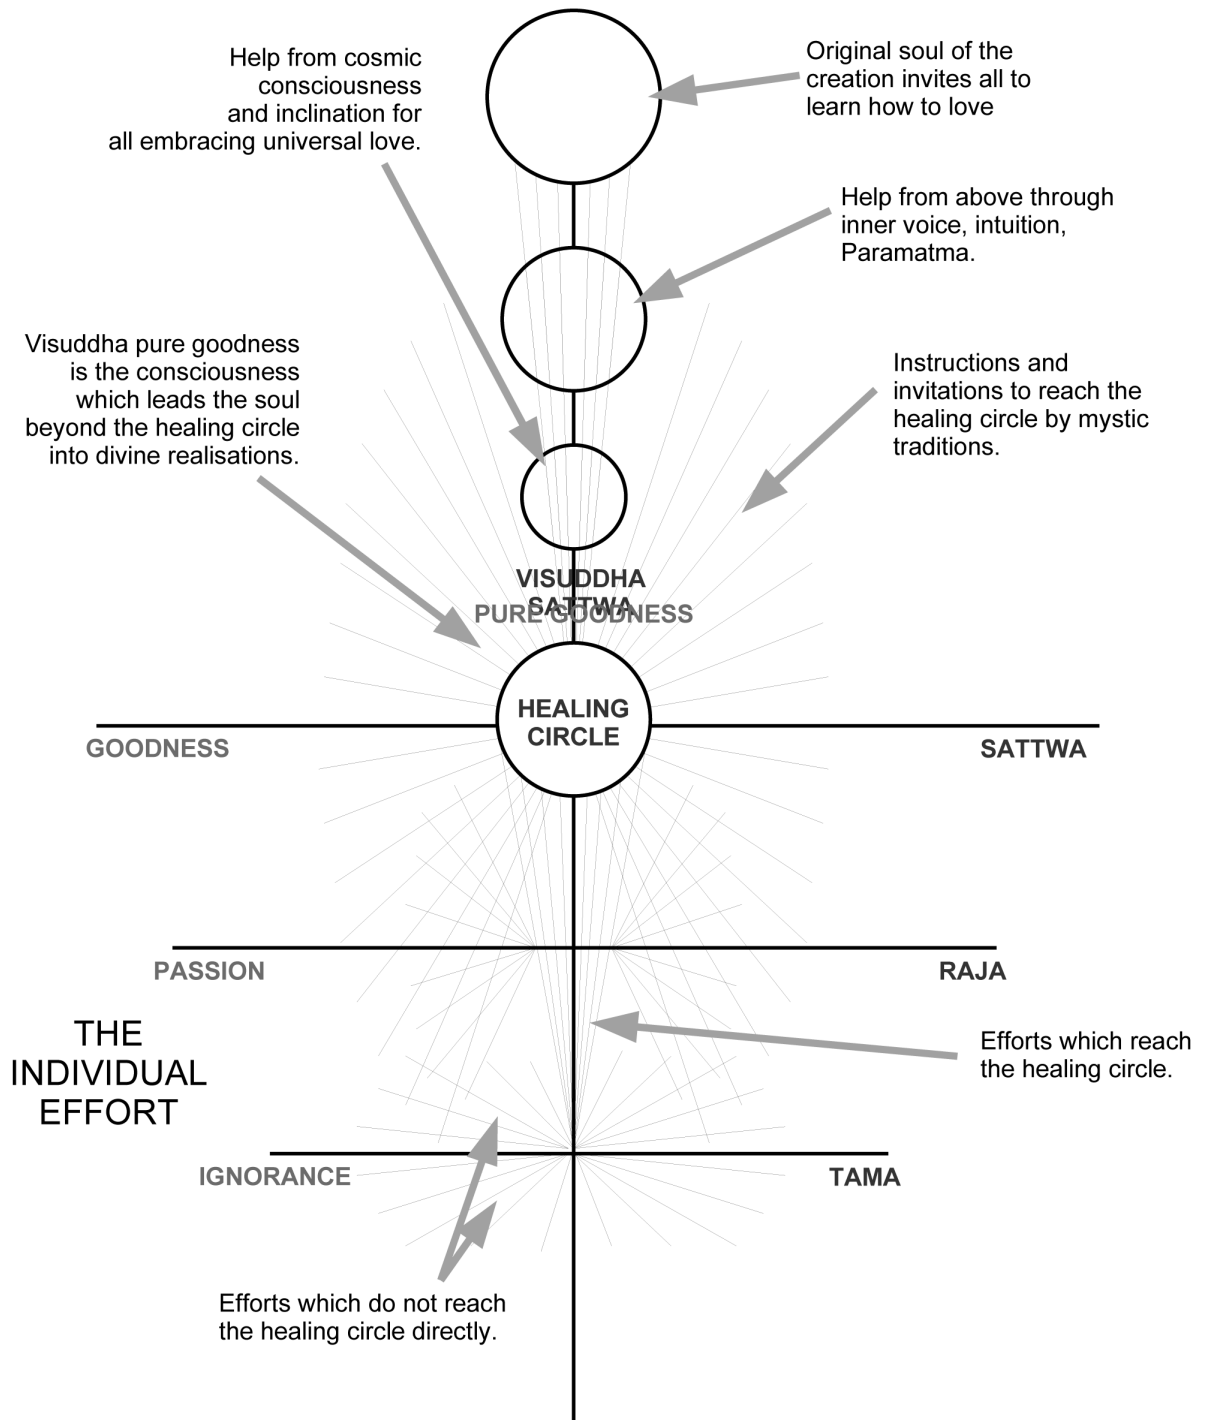 Help from cosmic
consciousness
and inclination for
all embracing universal love.
Original soul of the
creation invites all to
learn how to love
Help from above through
inner voice, intuition,
Paramatma.
Visuddha pure goodness
is the consciousness
which leads the soul
beyond the healing circle
into divine realisations.
Instructions and
invitations to reach the
healing circle by mystic
traditions.
VISUDDHA
SATTWA
PURE GOODNESS
HEALING
CIRCLE
GOODNESS
SATTWA
PASSION
RAJA
THE
INDIVIDUAL
EFFORT
Efforts which reach
the healing circle.
IGNORANCE
TAMA
Efforts which do not reach
the healing circle directly.